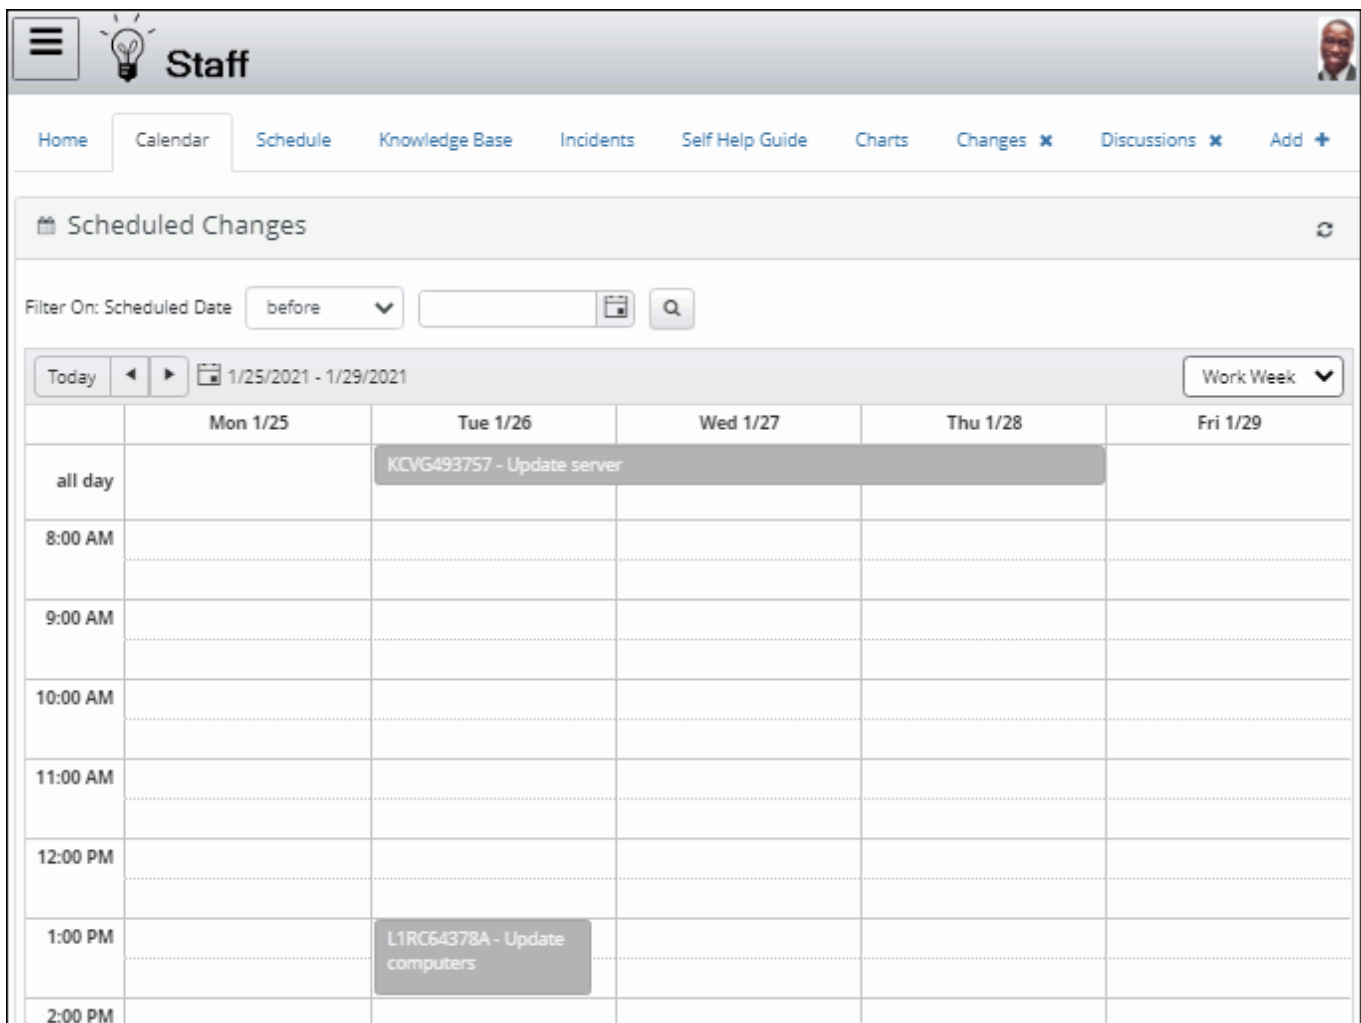 Staff
Home Calendar Schedule Knowledge Base Incidents Self Help Guide Charts Changes Discussions Add
Scheduled Changes
Filter On: Scheduled Date before
Today 1/25/2021 - 1/29/2021 Work Week
Mon 1/25 Tue 1/26 Wed 1/27 Thu 1/28 Fri 1/29
all day KCVG493757 - Update server
8:00 AM
9:00 AM
10:00 AM
11:00 AM
12:00 PM
1:00 PM L1RC64378A - Update
computers
2:00 PM